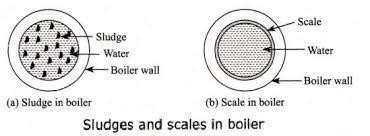 Sludge
Water
Boiler wall
(a) Sludge in boiler
Scale
Water
Boiler wall
(b) Scale in boiler
Sludges and scales in boiler